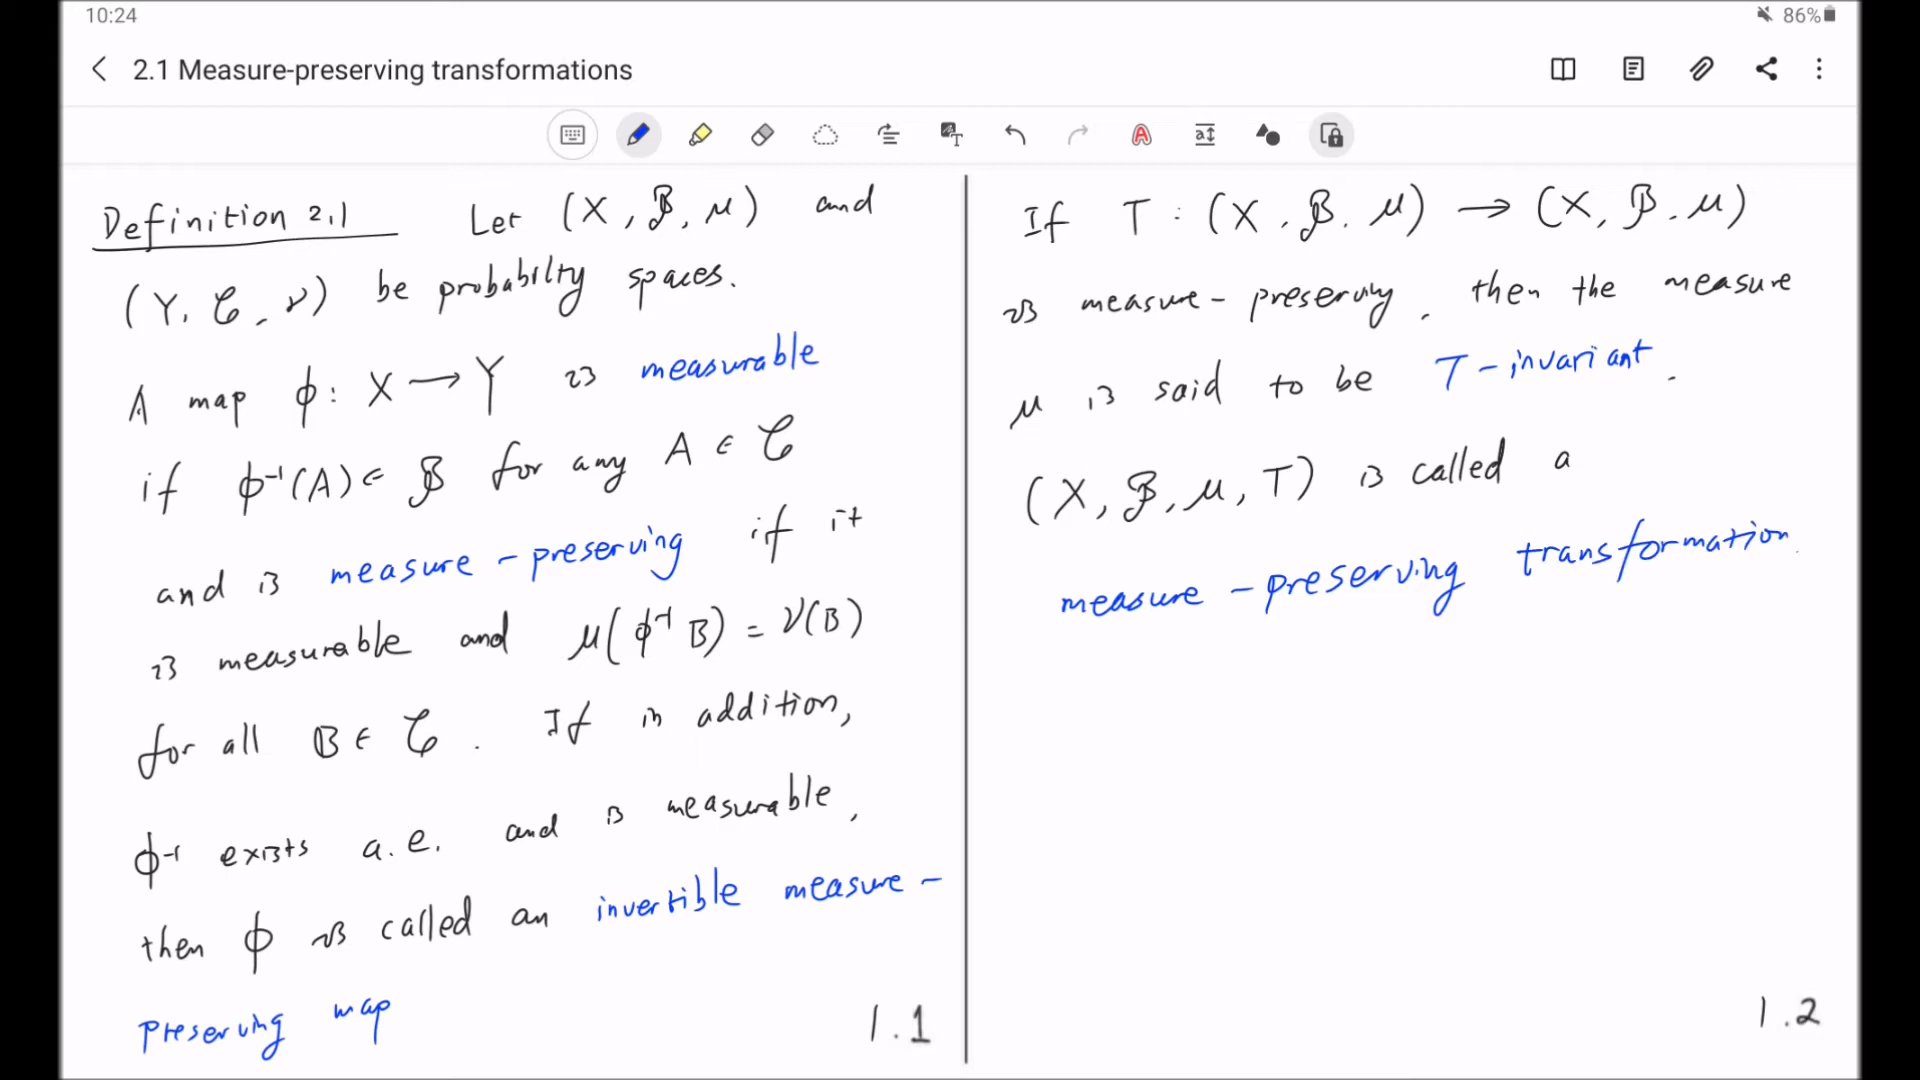 10:24
86%
2.1 Measure-preserving transformations
Definition 2.1 Let (X, ℬ, μ) and
(Y, 𝒞, ν) be probabilty spaces.
A map ϕ: X → Y is measurable
if ϕ⁻¹(A) ∈ ℬ for any A ∈ 𝒞
and is measure-preserving if it
is measurable and μ(ϕ⁻¹ B) = ν(B)
for all B ∈ 𝒞. If in addition,
ϕ⁻¹ exists a.e. and is measurable,
then ϕ is called an invertible measure-
preserving map
1.1
If T: (X, ℬ, μ) → (X, ℬ, μ)
is measure-preserving, then the measure
μ is said to be T-invariant.
(X, ℬ, μ, T) is called a
measure-preserving transformation.
1.2